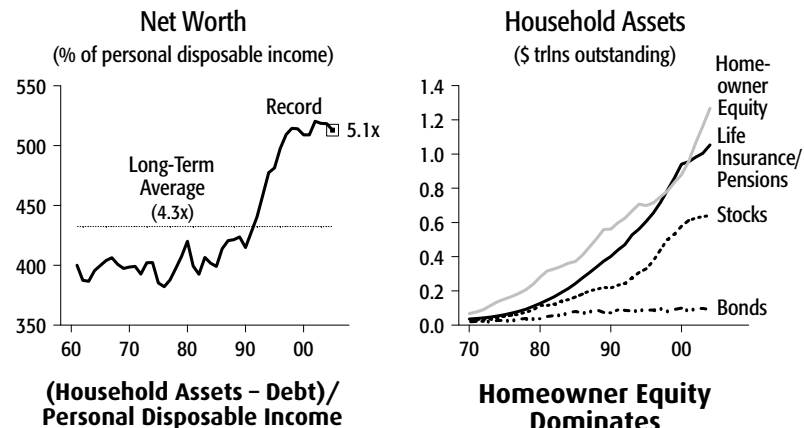 Net Worth
(% of personal disposable income)
550
500
450
400
350
60 70 80 90 00
Record
5.1x
Long-Term
Average
(4.3x)
(Household Assets – Debt)/
Personal Disposable Income
Household Assets
($ trlns outstanding)
1.4
1.2
1.0
0.8
0.6
0.4
0.2
0.0
70 80 90 00
Home-
owner
Equity
Life
Insurance/
Pensions
Stocks
Bonds
Homeowner Equity
Dominates